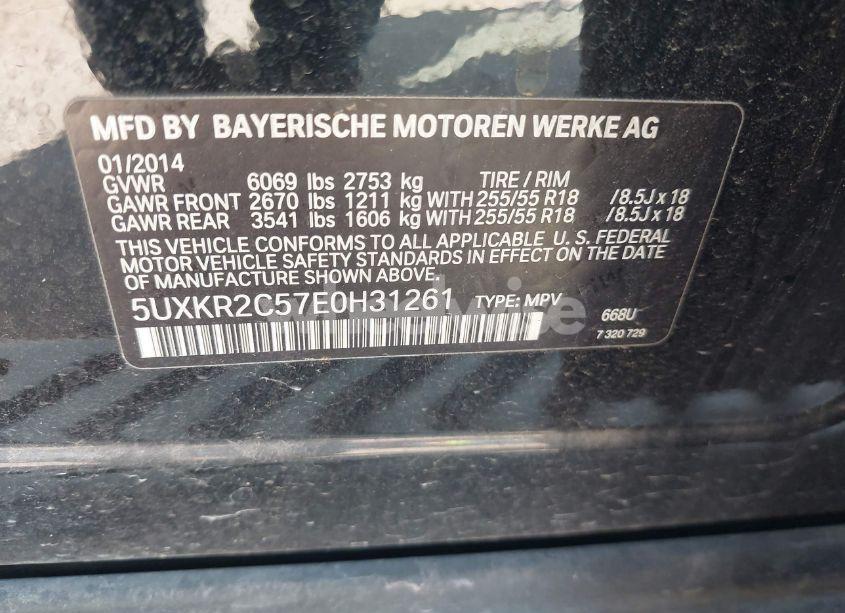 MFD BY BAYERISCHE MOTOREN WERKE AG
01/2014
GVWR 6069 lbs 2753 kg TIRE / RIM
GAWR FRONT 2670 lbs 1211 kg WITH 255/55 R18 /8.5J x 18
GAWR REAR 3541 lbs 1606 kg WITH 255/55 R18 /8.5J x 18
THIS VEHICLE CONFORMS TO ALL APPLICABLE U.S. FEDERAL
MOTOR VEHICLE SAFETY STANDARDS IN EFFECT ON THE DATE
OF MANUFACTURE SHOWN ABOVE.
5UXKR2C57E0H31261 TYPE: MPV 668U
7 320 729